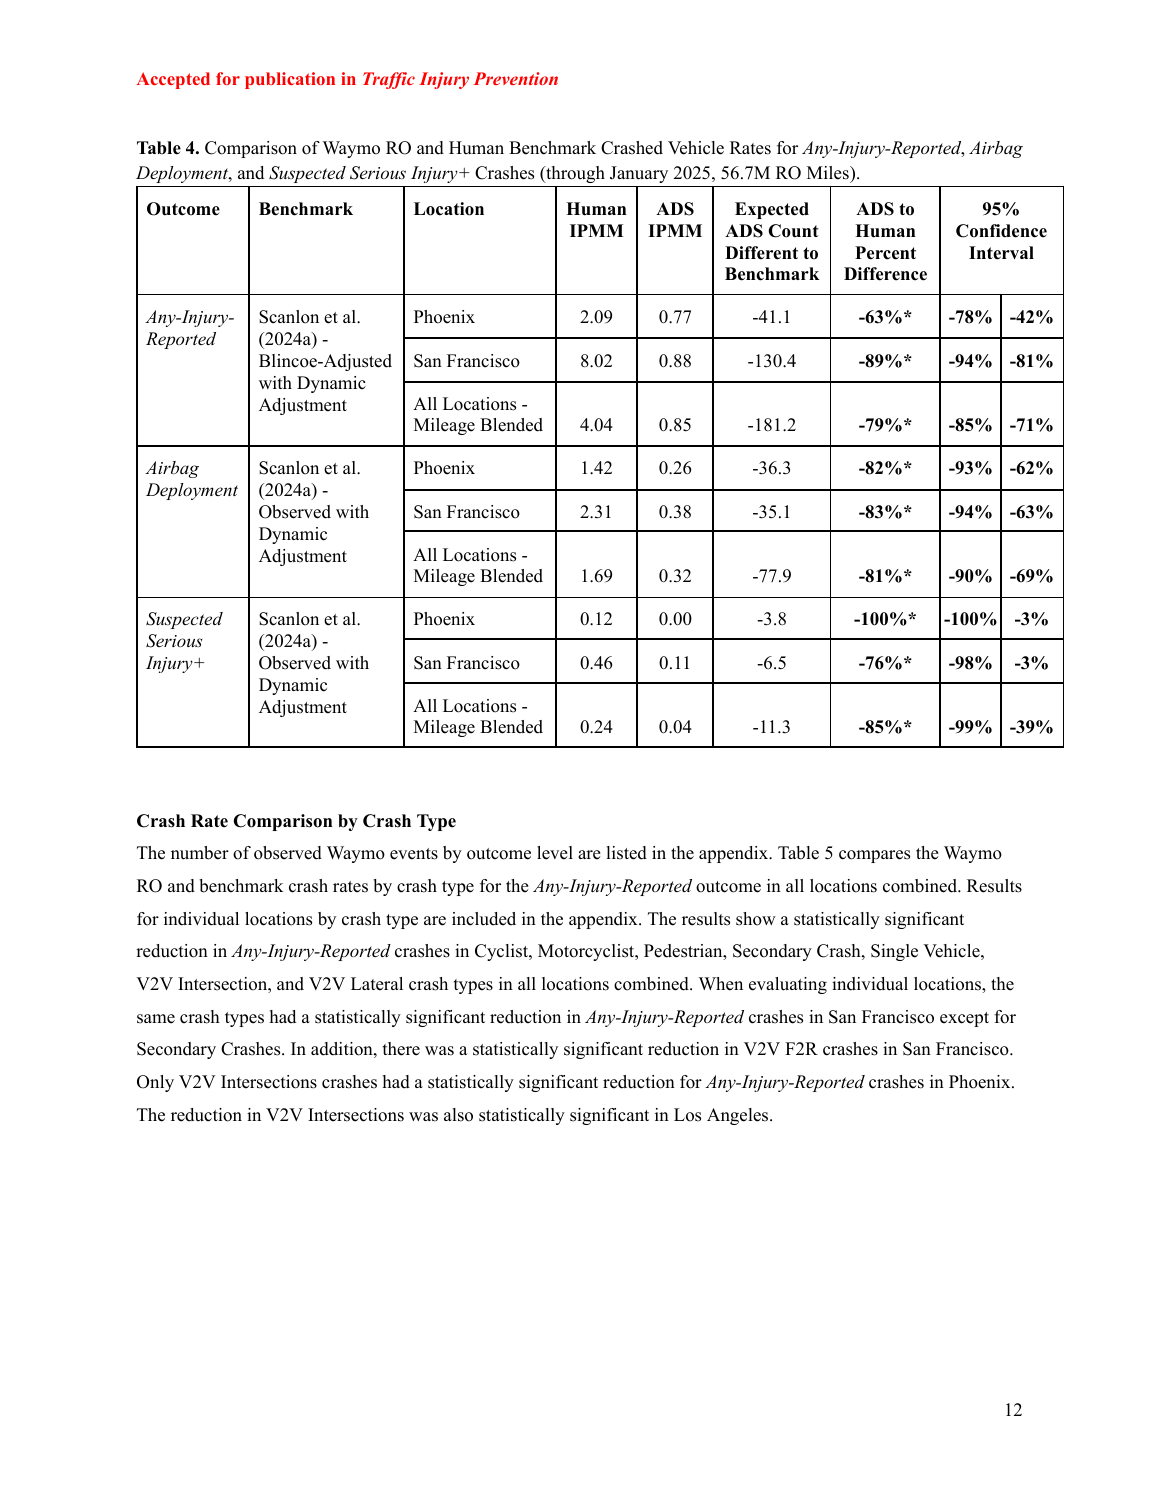 Accepted for publication in Traffic Injury Prevention
Table 4. Comparison of Waymo RO and Human Benchmark Crashed Vehicle Rates for Any-Injury-Reported, Airbag
Deployment, and Suspected Serious Injury+ Crashes (through January 2025, 56.7M RO Miles).
Outcome Benchmark Location Human IPMM ADS IPMM Expected ADS Count Different to Benchmark ADS to Human Percent Difference 95% Confidence Interval
Any-Injury-Reported Scanlon et al. (2024a) - Blincoe-Adjusted with Dynamic Adjustment Phoenix 2.09 0.77 -41.1 -63%* -78% -42%
San Francisco 8.02 0.88 -130.4 -89%* -94% -81%
All Locations - Mileage Blended 4.04 0.85 -181.2 -79%* -85% -71%
Airbag Deployment Scanlon et al. (2024a) - Observed with Dynamic Adjustment Phoenix 1.42 0.26 -36.3 -82%* -93% -62%
San Francisco 2.31 0.38 -35.1 -83%* -94% -63%
All Locations - Mileage Blended 1.69 0.32 -77.9 -81%* -90% -69%
Suspected Serious Injury+ Scanlon et al. (2024a) - Observed with Dynamic Adjustment Phoenix 0.12 0.00 -3.8 -100%* -100% -3%
San Francisco 0.46 0.11 -6.5 -76%* -98% -3%
All Locations - Mileage Blended 0.24 0.04 -11.3 -85%* -99% -39%
Crash Rate Comparison by Crash Type
The number of observed Waymo events by outcome level are listed in the appendix. Table 5 compares the Waymo
RO and benchmark crash rates by crash type for the Any-Injury-Reported outcome in all locations combined. Results
for individual locations by crash type are included in the appendix. The results show a statistically significant
reduction in Any-Injury-Reported crashes in Cyclist, Motorcyclist, Pedestrian, Secondary Crash, Single Vehicle,
V2V Intersection, and V2V Lateral crash types in all locations combined. When evaluating individual locations, the
same crash types had a statistically significant reduction in Any-Injury-Reported crashes in San Francisco except for
Secondary Crashes. In addition, there was a statistically significant reduction in V2V F2R crashes in San Francisco.
Only V2V Intersections crashes had a statistically significant reduction for Any-Injury-Reported crashes in Phoenix.
The reduction in V2V Intersections was also statistically significant in Los Angeles.
12